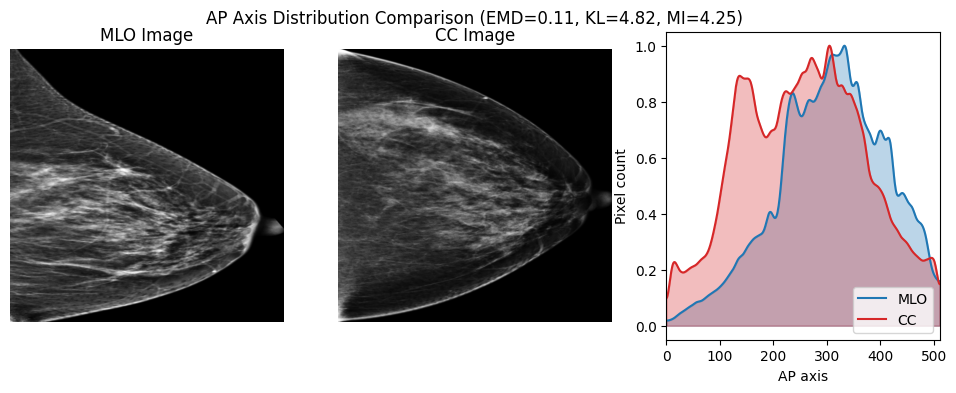 AP Axis Distribution Comparison (EMD=0.11, KL=4.82, MI=4.25)
MLO Image
CC Image
Pixel count
1.0
0.8
0.6
0.4
0.2
0.0
MLO
CC
0 100 200 300 400 500
AP axis